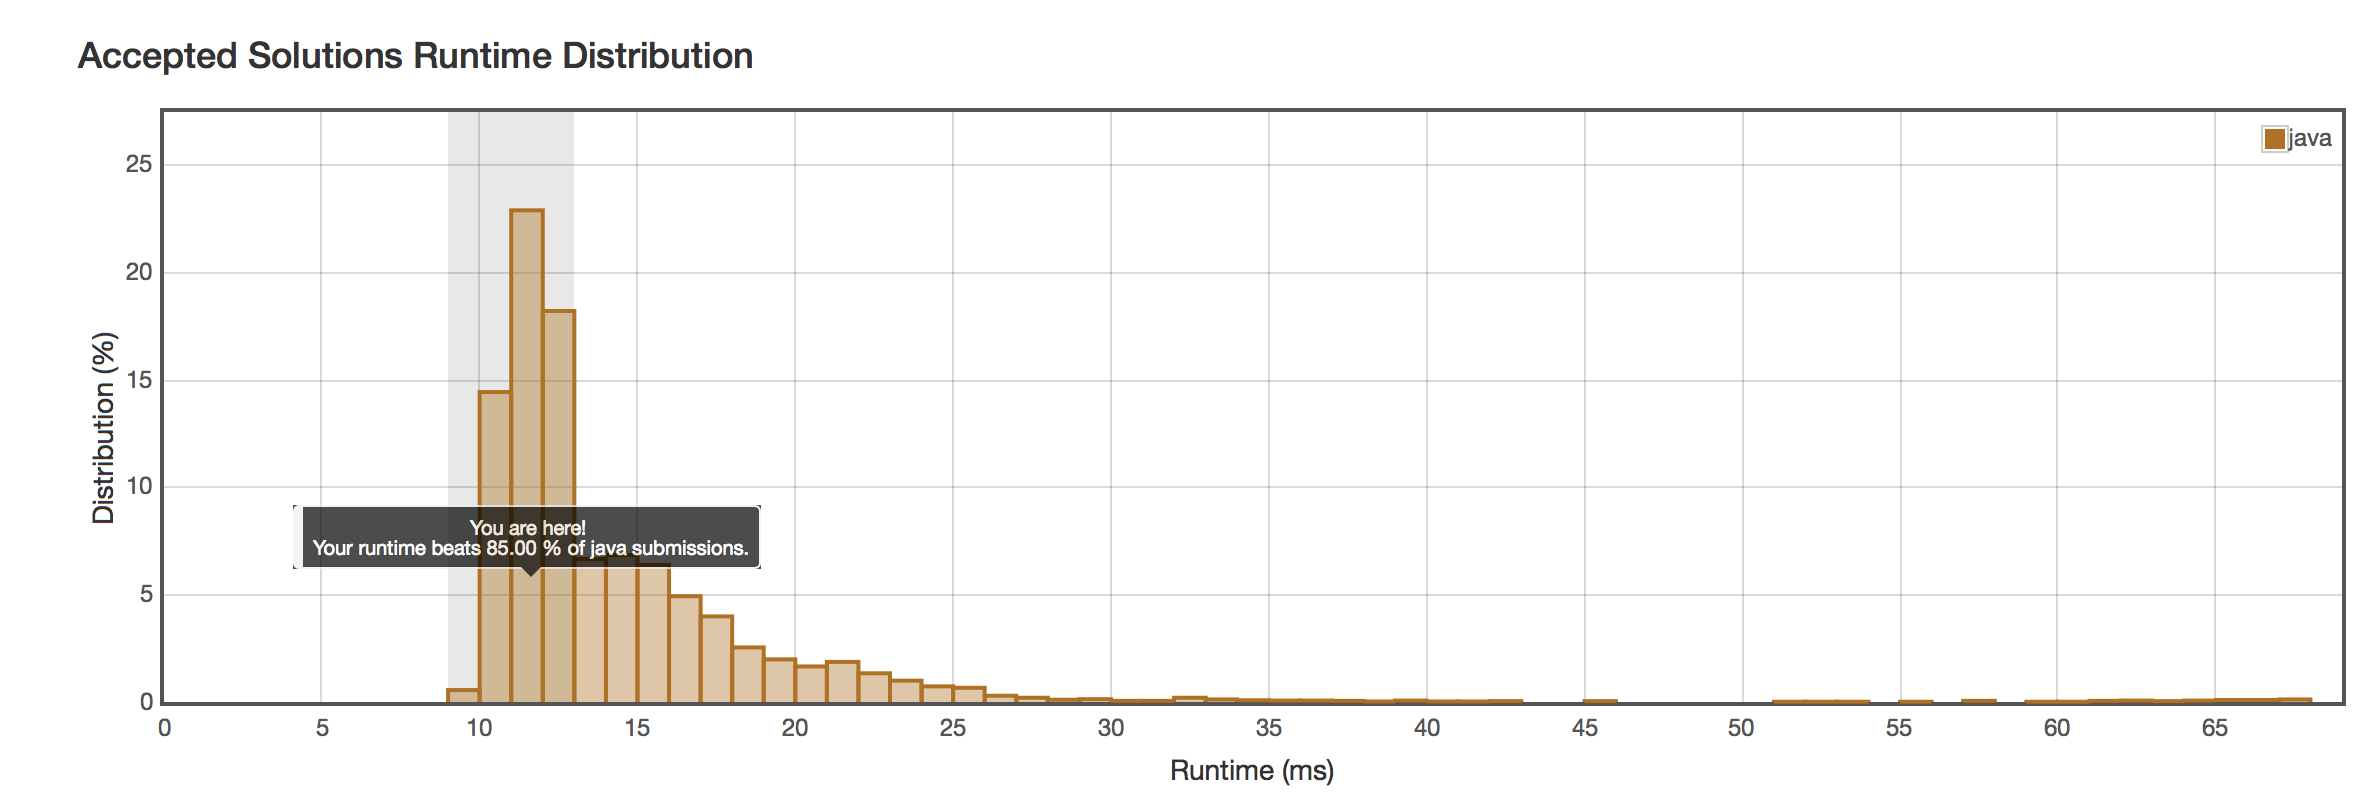 Accepted Solutions Runtime Distribution
java
25
20
15
10
5
0
Distribution (%)
You are here!
Your runtime beats 85.00 % of java submissions.
0 5 10 15 20 25 30 35 40 45 50 55 60 65
Runtime (ms)